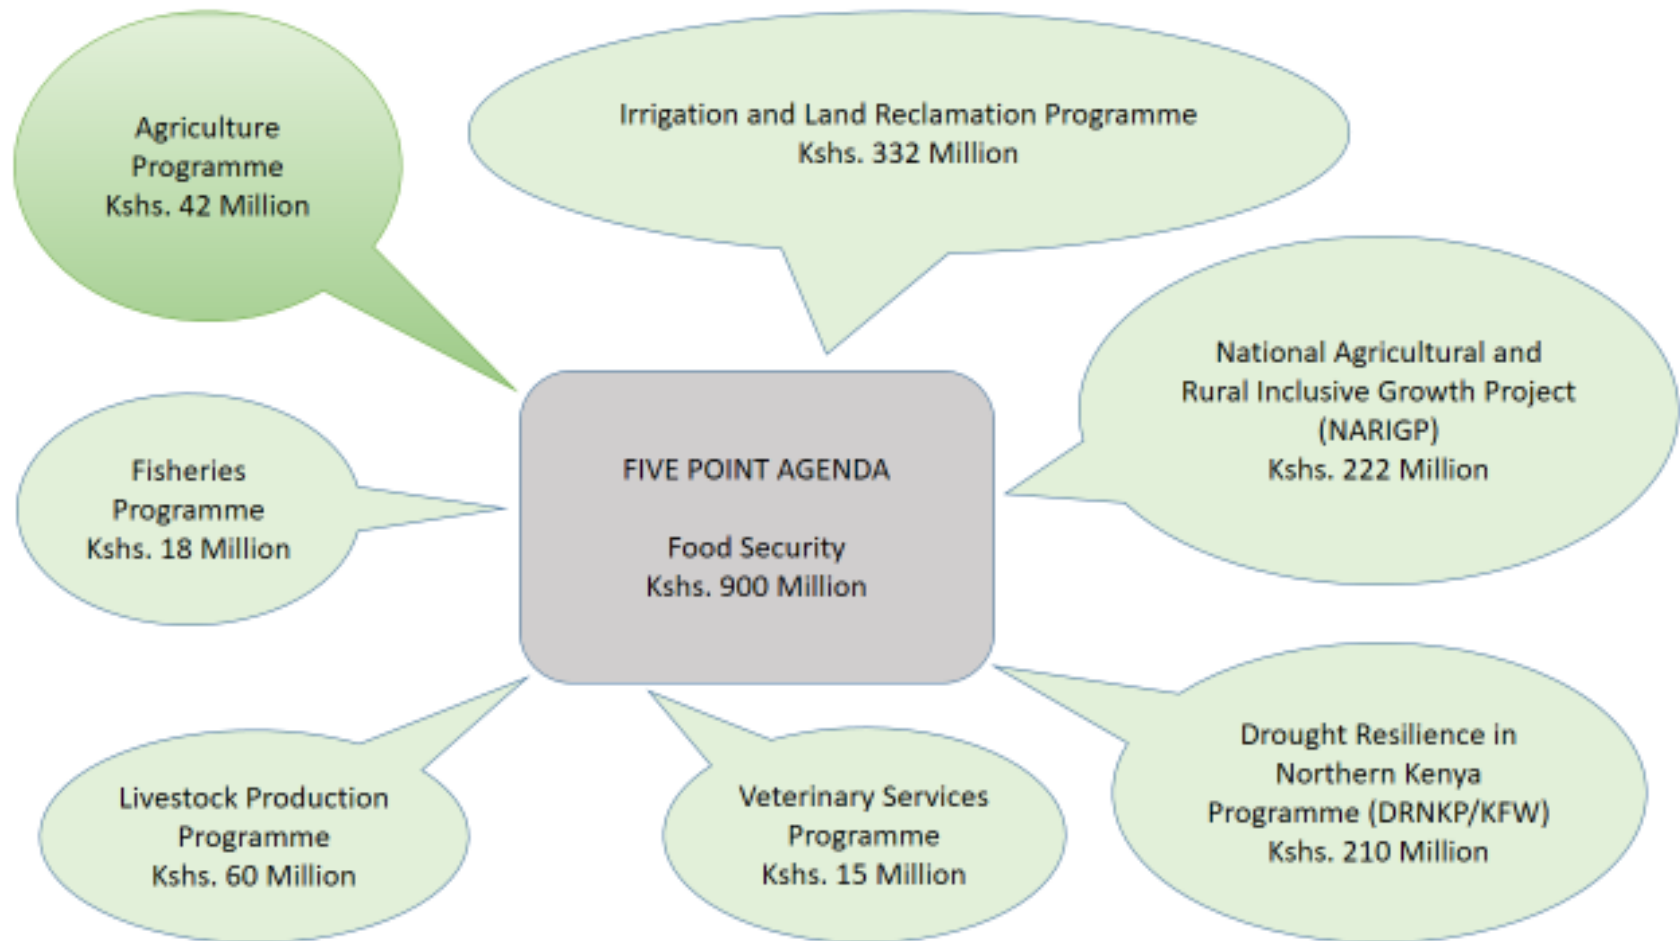 Agriculture
Programme
Kshs. 42 Million
Irrigation and Land Reclamation Programme
Kshs. 332 Million
National Agricultural and
Rural Inclusive Growth Project
(NARIGP)
Kshs. 222 Million
Fisheries
Programme
Kshs. 18 Million
FIVE POINT AGENDA
Food Security
Kshs. 900 Million
Livestock Production
Programme
Kshs. 60 Million
Veterinary Services
Programme
Kshs. 15 Million
Drought Resilience in
Northern Kenya
Programme (DRNKP/KFW)
Kshs. 210 Million